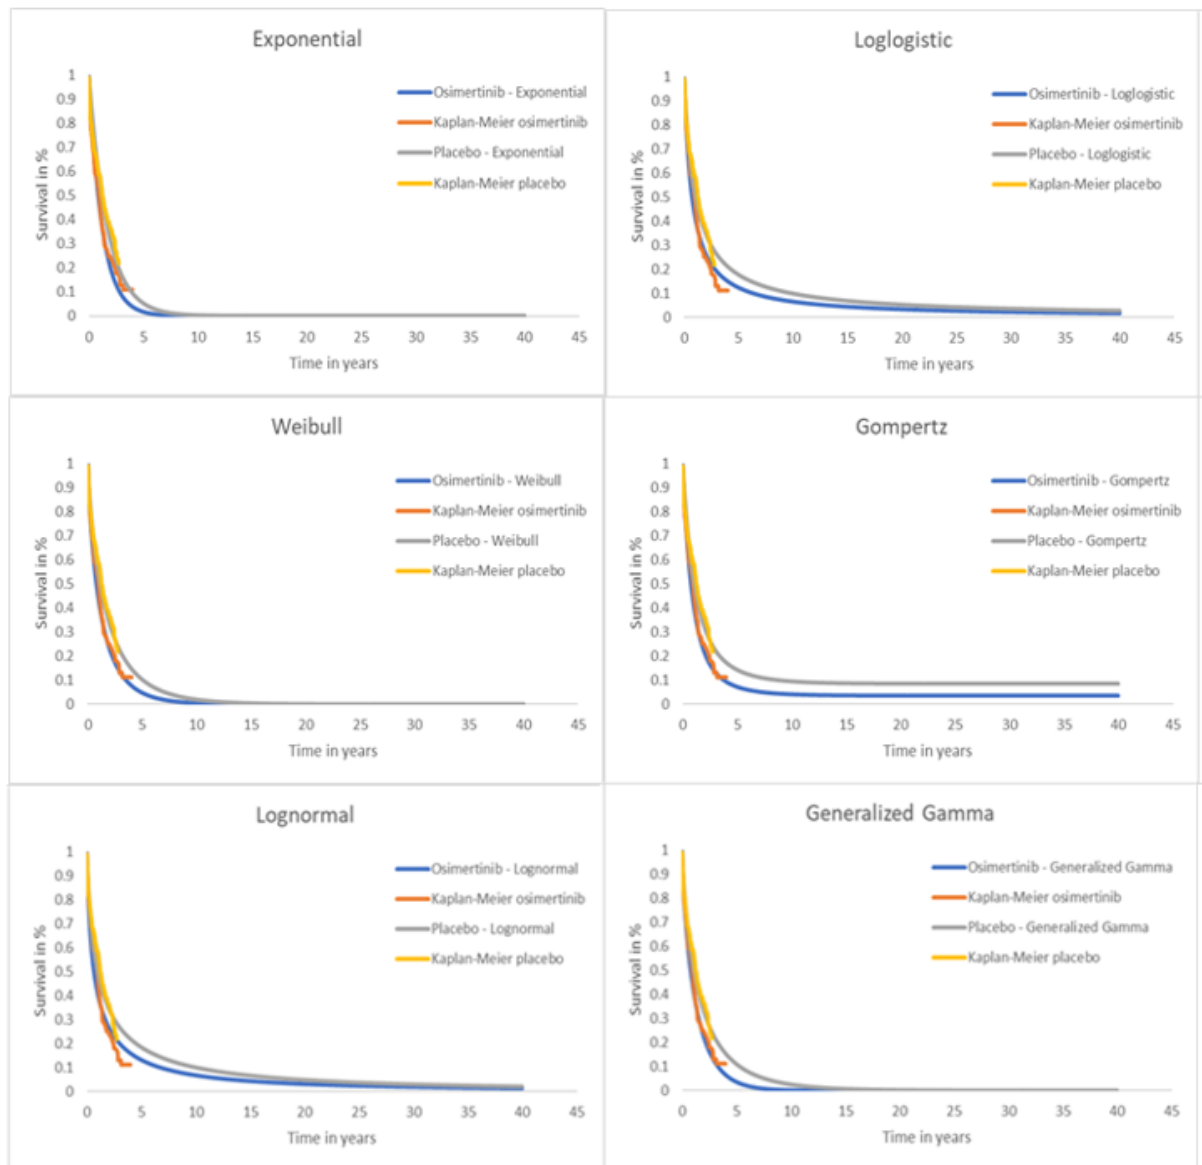 Exponential
Survival in %
1
0.9
0.8
0.7
0.6
0.5
0.4
0.3
0.2
0.1
0
0 5 10 15 20 25 30 35 40 45
Time in years
Osimertinib - Exponential
Kaplan-Meier osimertinib
Placebo - Exponential
Kaplan-Meier placebo
Loglogistic
Survival in %
1
0.9
0.8
0.7
0.6
0.5
0.4
0.3
0.2
0.1
0
0 5 10 15 20 25 30 35 40 45
Time in years
Osimertinib - Loglogistic
Kaplan-Meier osimertinib
Placebo - Loglogistic
Kaplan-Meier placebo
Weibull
Survival in %
1
0.9
0.8
0.7
0.6
0.5
0.4
0.3
0.2
0.1
0
0 5 10 15 20 25 30 35 40 45
Time in years
Osimertinib - Weibull
Kaplan-Meier osimertinib
Placebo - Weibull
Kaplan-Meier placebo
Gompertz
Survival in %
1
0.9
0.8
0.7
0.6
0.5
0.4
0.3
0.2
0.1
0
0 5 10 15 20 25 30 35 40 45
Time in years
Osimertinib - Gompertz
Kaplan-Meier osimertinib
Placebo - Gompertz
Kaplan-Meier placebo
Lognormal
Survival in %
1
0.9
0.8
0.7
0.6
0.5
0.4
0.3
0.2
0.1
0
0 5 10 15 20 25 30 35 40 45
Time in years
Osimertinib - Lognormal
Kaplan-Meier osimertinib
Placebo - Lognormal
Kaplan-Meier placebo
Generalized Gamma
Survival in %
1
0.9
0.8
0.7
0.6
0.5
0.4
0.3
0.2
0.1
0
0 5 10 15 20 25 30 35 40 45
Time in years
Osimertinib - Generalized Gamma
Kaplan-Meier osimertinib
Placebo - Generalized Gamma
Kaplan-Meier placebo